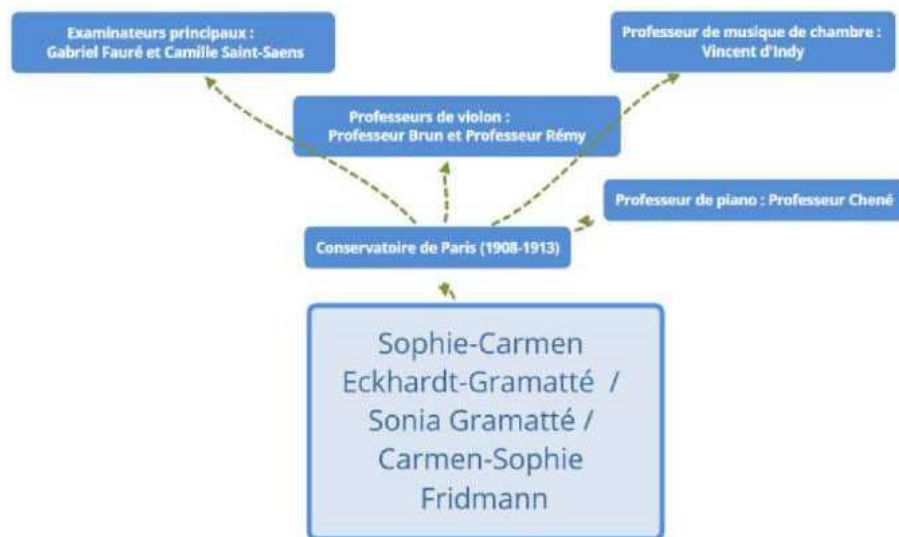 Examinateurs principaux :
Gabriel Fauré et Camille Saint-Saens
Professeur de musique de chambre :
Vincent d'Indy
Professeurs de violon :
Professeur Brun et Professeur Rémy
Professeur de piano : Professeur Chené
Conservatoire de Paris (1908-1913)
Sophie-Carmen
Eckhardt-Gramatté /
Sonia Gramatté /
Carmen-Sophie
Fridmann